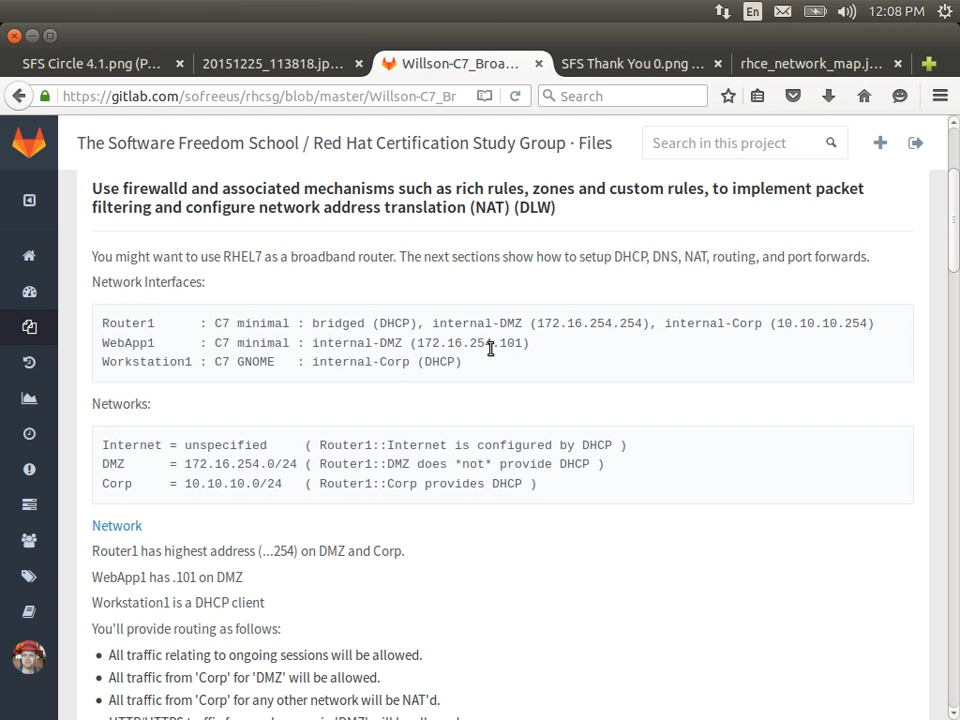 En 12:08 PM
SFS Circle 4.1.png (P... 20151225_113818.jp... Willson-C7_Broa... SFS Thank You 0.png ... rhce_network_map.j...
https://gitlab.com/sofreeus/rhcsg/blob/master/Willson-C7_Br Search
The Software Freedom School / Red Hat Certification Study Group · Files Search in this project
Use firewalld and associated mechanisms such as rich rules, zones and custom rules, to implement packet
filtering and configure network address translation (NAT) (DLW)
You might want to use RHEL7 as a broadband router. The next sections show how to setup DHCP, DNS, NAT, routing, and port forwards.
Network Interfaces:
Router1 : C7 minimal : bridged (DHCP), internal-DMZ (172.16.254.254), internal-Corp (10.10.10.254)
WebApp1 : C7 minimal : internal-DMZ (172.16.254.101)
Workstation1 : C7 GNOME : internal-Corp (DHCP)
Networks:
Internet = unspecified ( Router1::Internet is configured by DHCP )
DMZ = 172.16.254.0/24 ( Router1::DMZ does *not* provide DHCP )
Corp = 10.10.10.0/24 ( Router1::Corp provides DHCP )
Network
Router1 has highest address (...254) on DMZ and Corp.
WebApp1 has .101 on DMZ
Workstation1 is a DHCP client
You'll provide routing as follows:
• All traffic relating to ongoing sessions will be allowed.
• All traffic from 'Corp' for 'DMZ' will be allowed.
• All traffic from 'Corp' for any other network will be NAT'd.